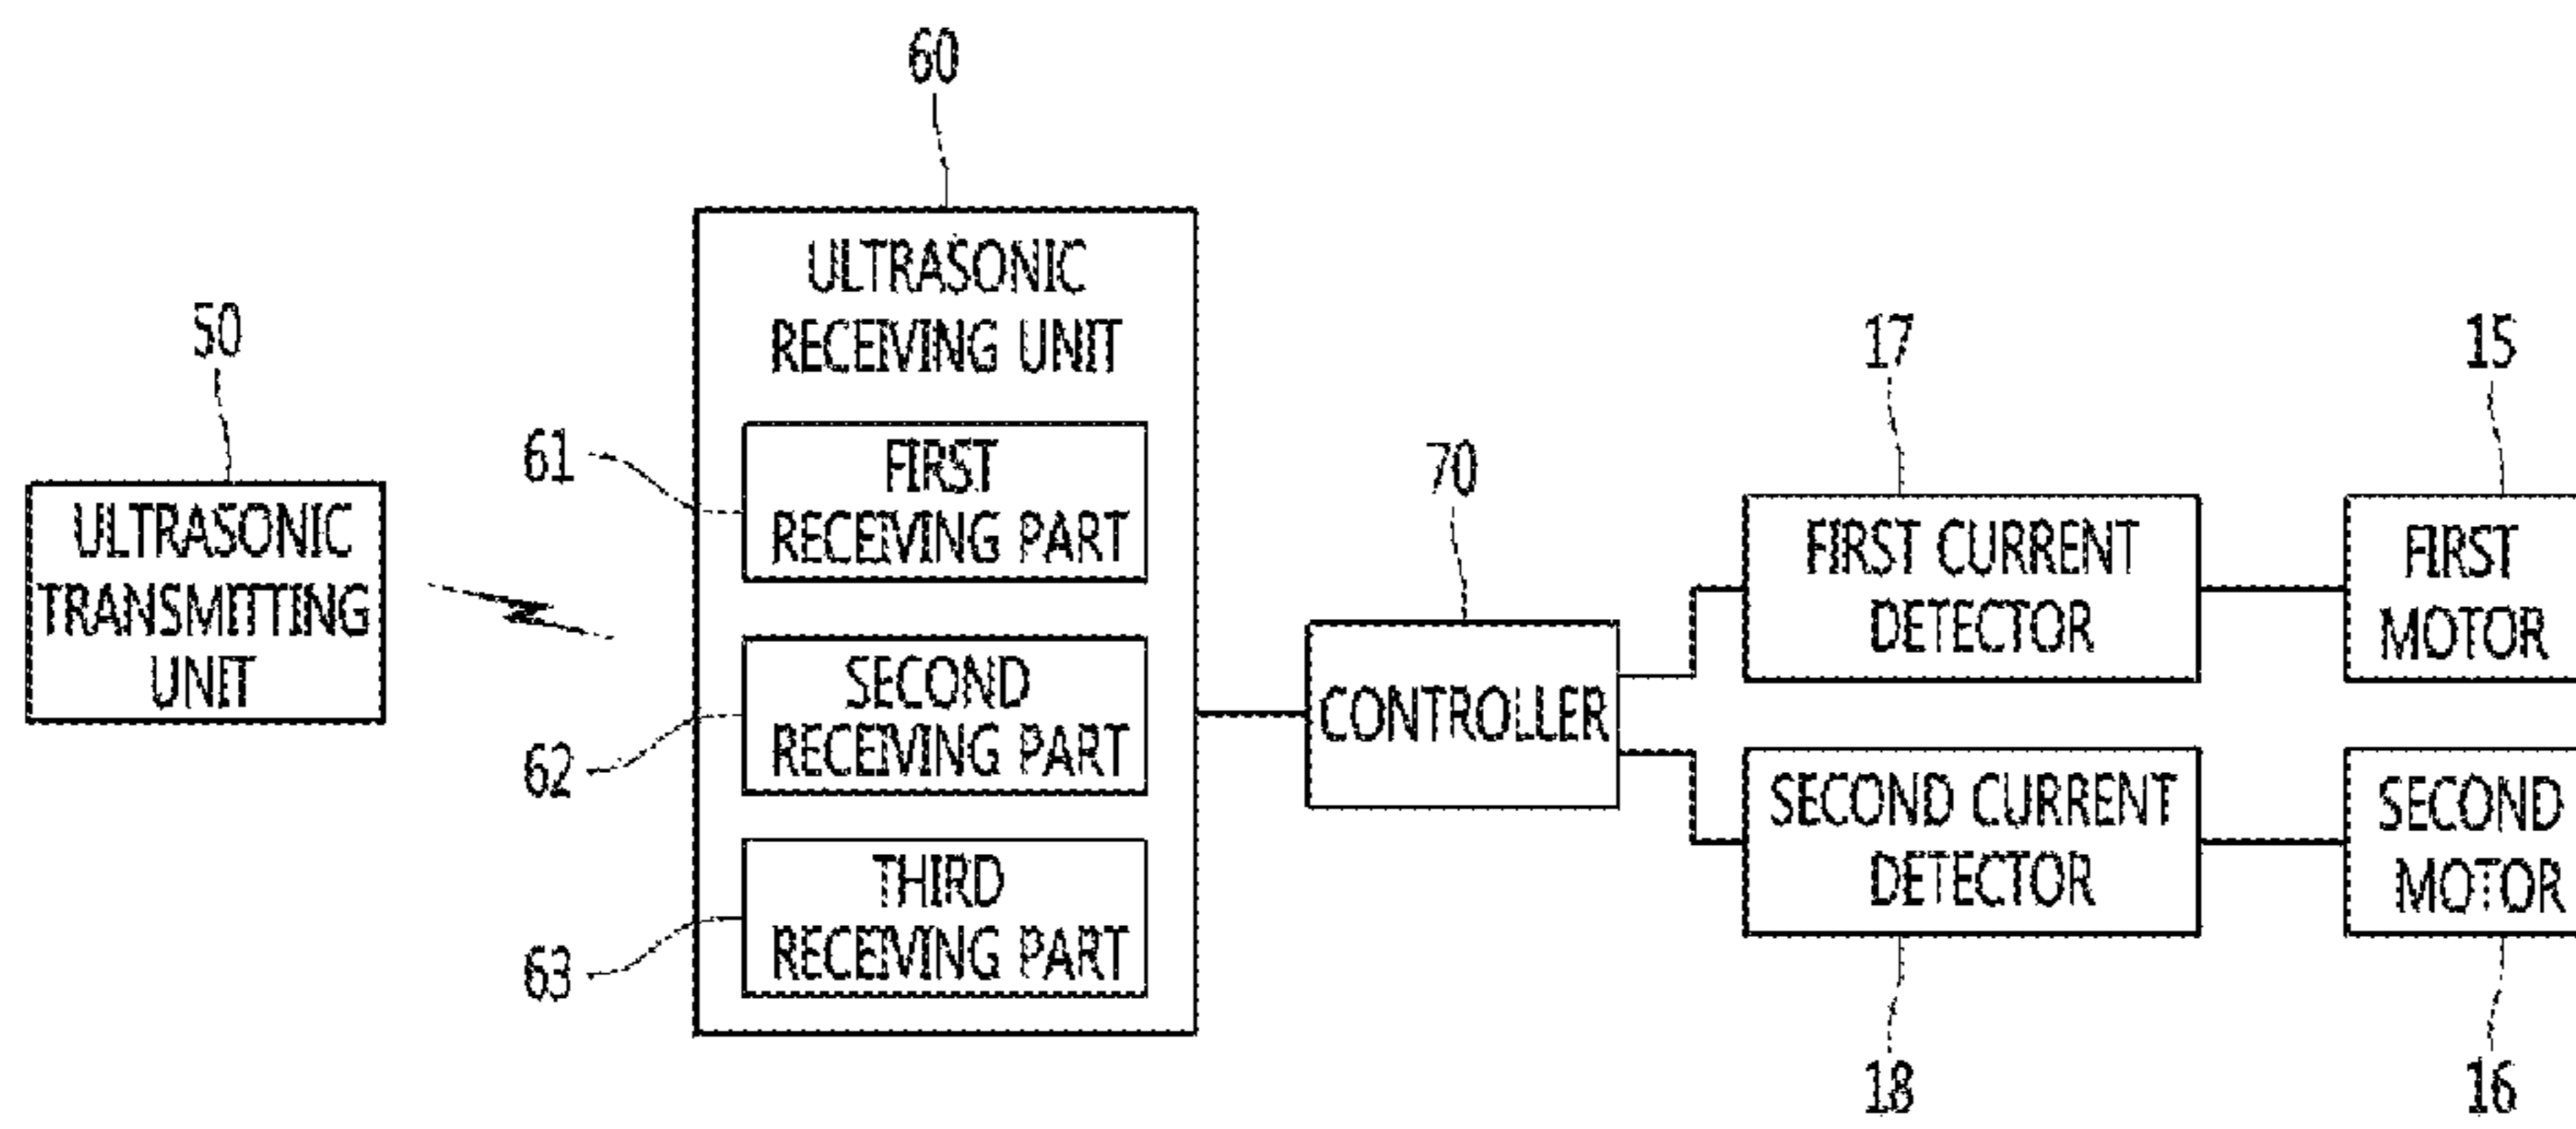 60
ULTRASONIC
RECEIVING UNIT
50
ULTRASONIC
TRANSMITTING
UNIT
61
FIRST
RECEIVING PART
62
SECOND
RECEIVING PART
63
THIRD
RECEIVING PART
70
CONTROLLER
17
FIRST CURRENT
DETECTOR
15
FIRST
MOTOR
SECOND CURRENT
DETECTOR
18
SECOND
MOTOR
16